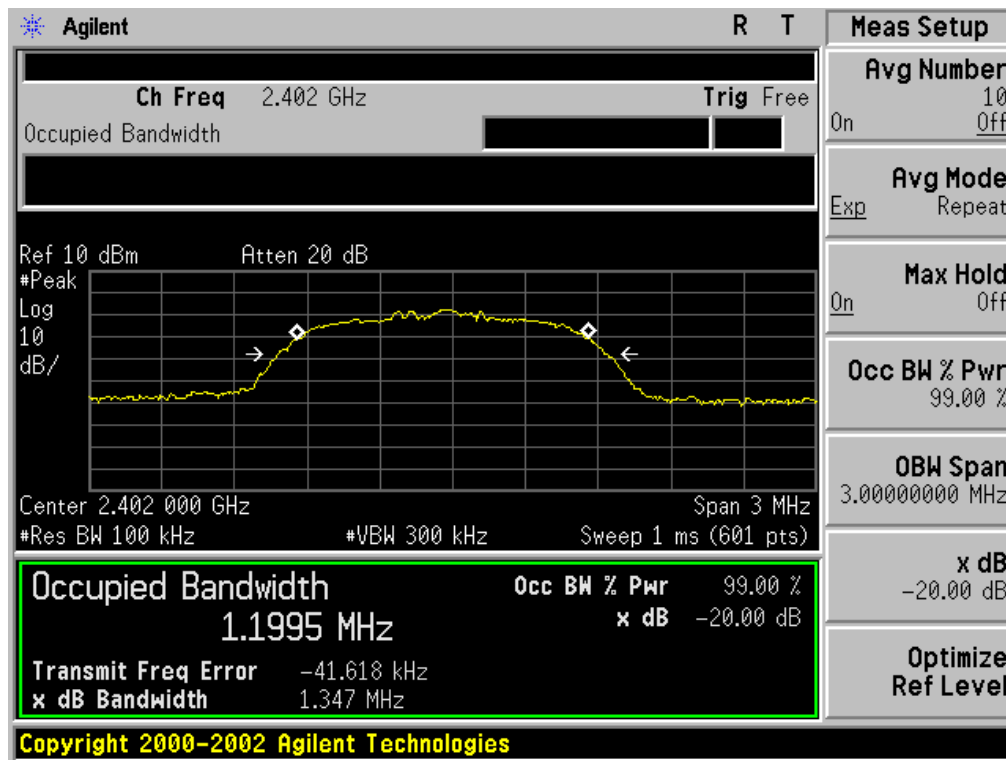 Agilent R T
Ch Freq 2.402 GHz Trig Free
Occupied Bandwidth
Ref 10 dBm Atten 20 dB
#Peak
Log
10
dB/
Center 2.402 000 GHz Span 3 MHz
#Res BW 100 kHz #VBW 300 kHz Sweep 1 ms (601 pts)
Occupied Bandwidth Occ BW % Pwr 99.00 %
1.1995 MHz x dB -20.00 dB
Transmit Freq Error -41.618 kHz
x dB Bandwidth 1.347 MHz
Copyright 2000-2002 Agilent Technologies
Meas Setup
Avg Number
10
On Off
Avg Mode
Exp Repeat
Max Hold
On Off
Occ BW % Pwr
99.00 %
OBW Span
3.00000000 MHz
x dB
-20.00 dB
Optimize
Ref Level